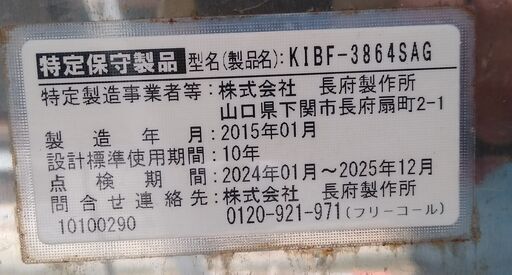 特定保守製品 型名(製品名): KIBF-3864SAG
特定製造事業者等：株式会社 長府製作所
山口県下関市長府扇町2-1
製造年月：2015年01月
設計標準使用期間：10年
点検期間：2024年01月～2025年12月
問合せ連絡先：株式会社 長府製作所
10100290 0120-921-971(フリーコール)